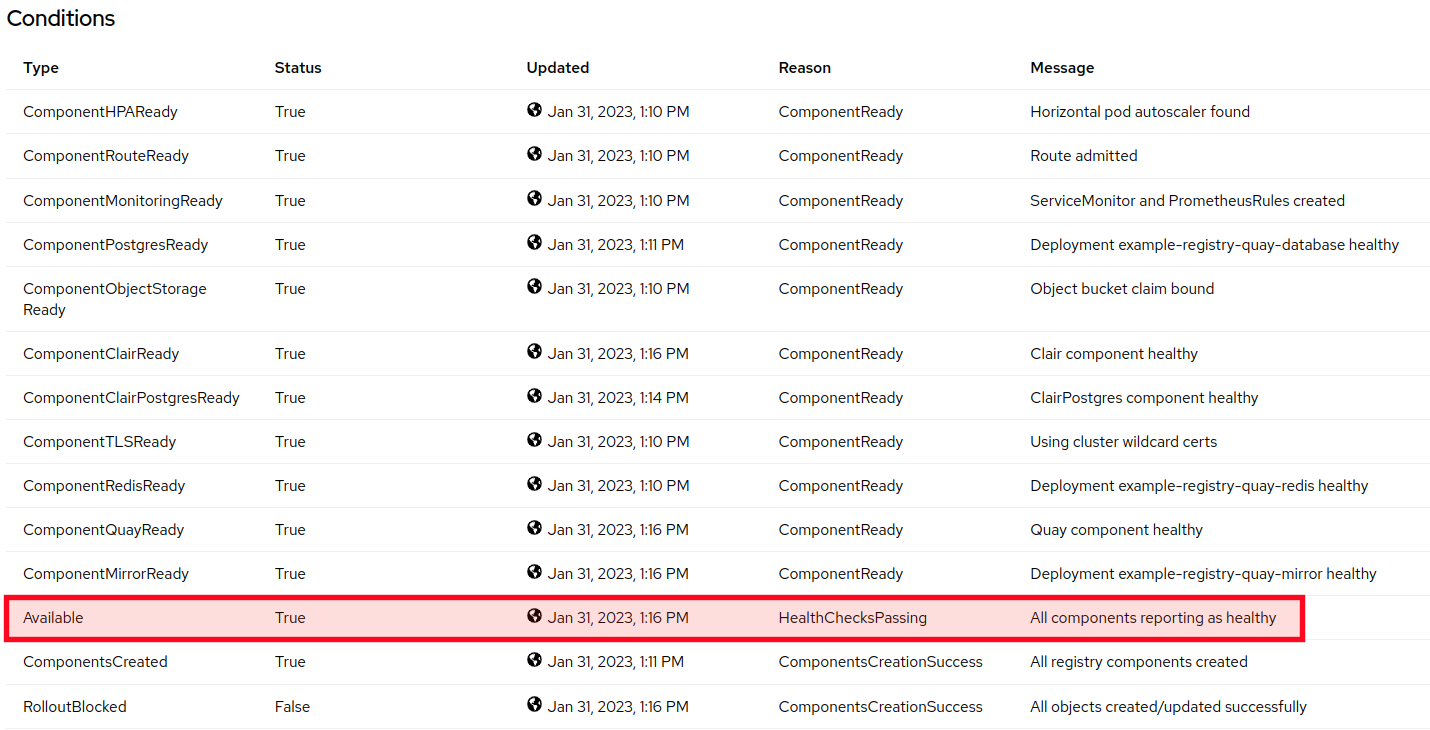 Conditions
Type Status Updated Reason Message
ComponentHPAReady True Jan 31, 2023, 1:10 PM ComponentReady Horizontal pod autoscaler found
ComponentRouteReady True Jan 31, 2023, 1:10 PM ComponentReady Route admitted
ComponentMonitoringReady True Jan 31, 2023, 1:10 PM ComponentReady ServiceMonitor and PrometheusRules created
ComponentPostgresReady True Jan 31, 2023, 1:11 PM ComponentReady Deployment example-registry-quay-database healthy
ComponentObjectStorage True Jan 31, 2023, 1:10 PM ComponentReady Object bucket claim bound
Ready
ComponentClairReady True Jan 31, 2023, 1:16 PM ComponentReady Clair component healthy
ComponentClairPostgresReady True Jan 31, 2023, 1:14 PM ComponentReady ClairPostgres component healthy
ComponentTLSReady True Jan 31, 2023, 1:10 PM ComponentReady Using cluster wildcard certs
ComponentRedisReady True Jan 31, 2023, 1:10 PM ComponentReady Deployment example-registry-quay-redis healthy
ComponentQuayReady True Jan 31, 2023, 1:16 PM ComponentReady Quay component healthy
ComponentMirrorReady True Jan 31, 2023, 1:16 PM ComponentReady Deployment example-registry-quay-mirror healthy
Available True Jan 31, 2023, 1:16 PM HealthChecksPassing All components reporting as healthy
ComponentsCreated True Jan 31, 2023, 1:11 PM ComponentsCreationSuccess All registry components created
RolloutBlocked False Jan 31, 2023, 1:16 PM ComponentsCreationSuccess All objects created/updated successfully